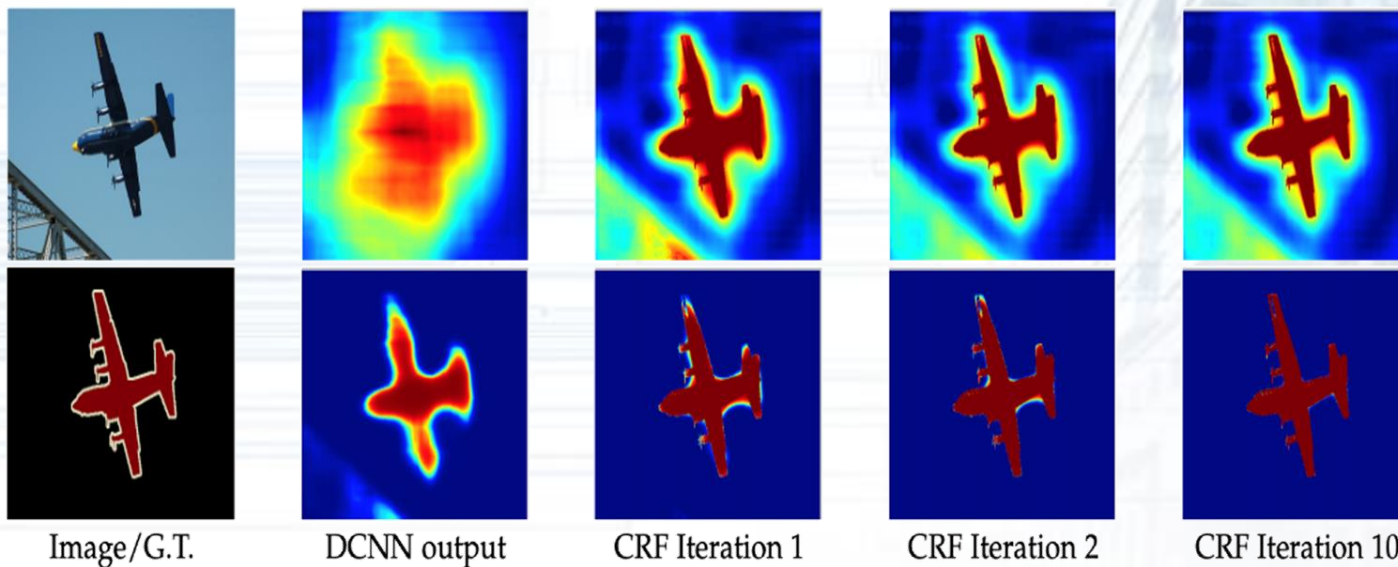 Image/G.T.
DCNN output
CRF Iteration 1
CRF Iteration 2
CRF Iteration 10